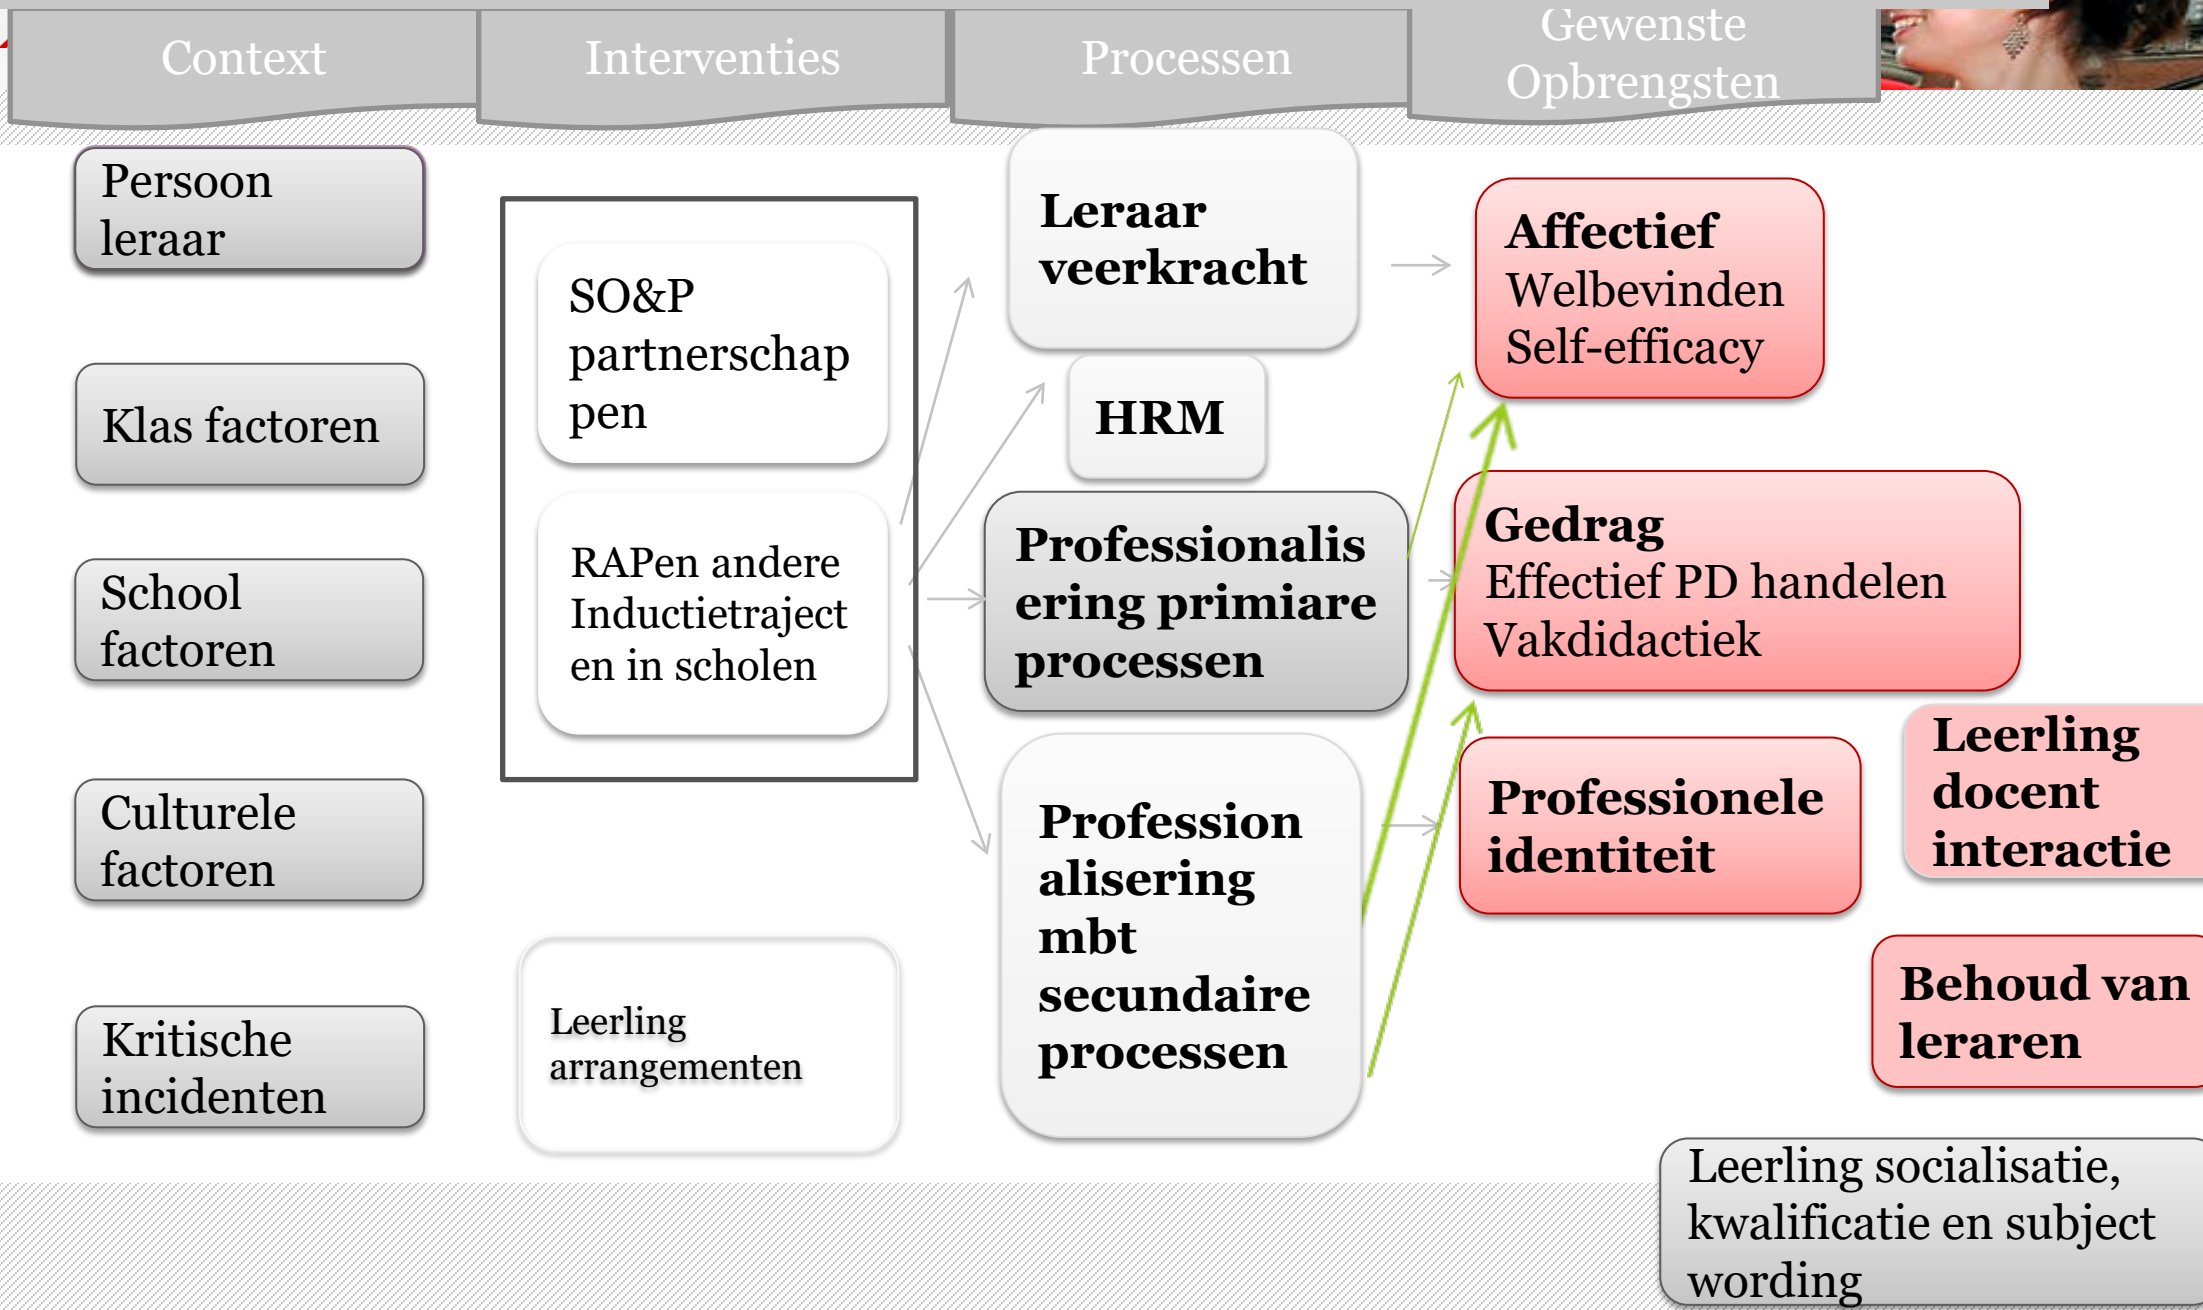 Context
Interventies
Processen
Gewenste
Opbrengsten
Persoon
leraar
Klas factoren
School
factoren
Culturele
factoren
Kritische
incidenten
SO&P
partnerschap
pen
RAPen andere
Inductietraject
en in scholen
Leerling
arrangementen
Leraar
veerkracht
HRM
Professionalis
ering primiare
processen
Profession
alisering
mbt
secundaire
processen
Affectief
Welbevinden
Self-efficacy
Gedrag
Effectief PD handelen
Vakdidactiek
Professionele
identiteit
Leerling
docent
interactie
Behoud van
leraren
Leerling socialisatie,
kwalificatie en subject
wording